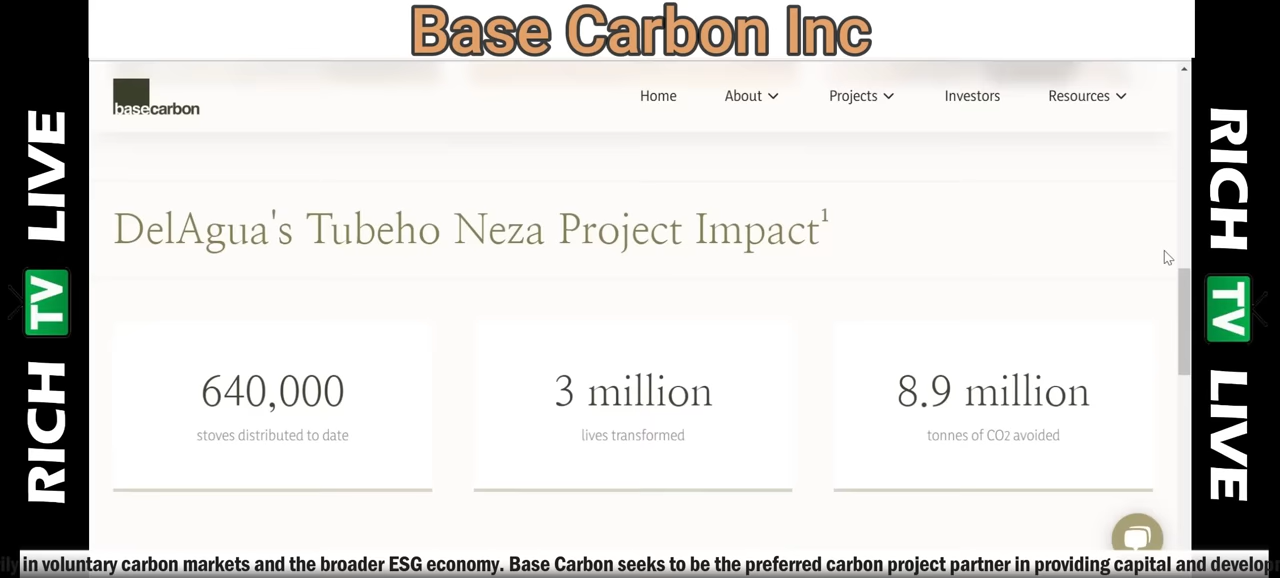 Base Carbon Inc
basecarbon
Home About Projects Investors Resources
DelAgua's Tubeho Neza Project Impact¹
640,000 3 million 8.9 million
stoves distributed to date lives transformed tonnes of CO2 avoided
RICH TV LIVE
RICH TV LIVE
in voluntary carbon markets and the broader ESG economy. Base Carbon seeks to be the preferred carbon project partner in providing capital and